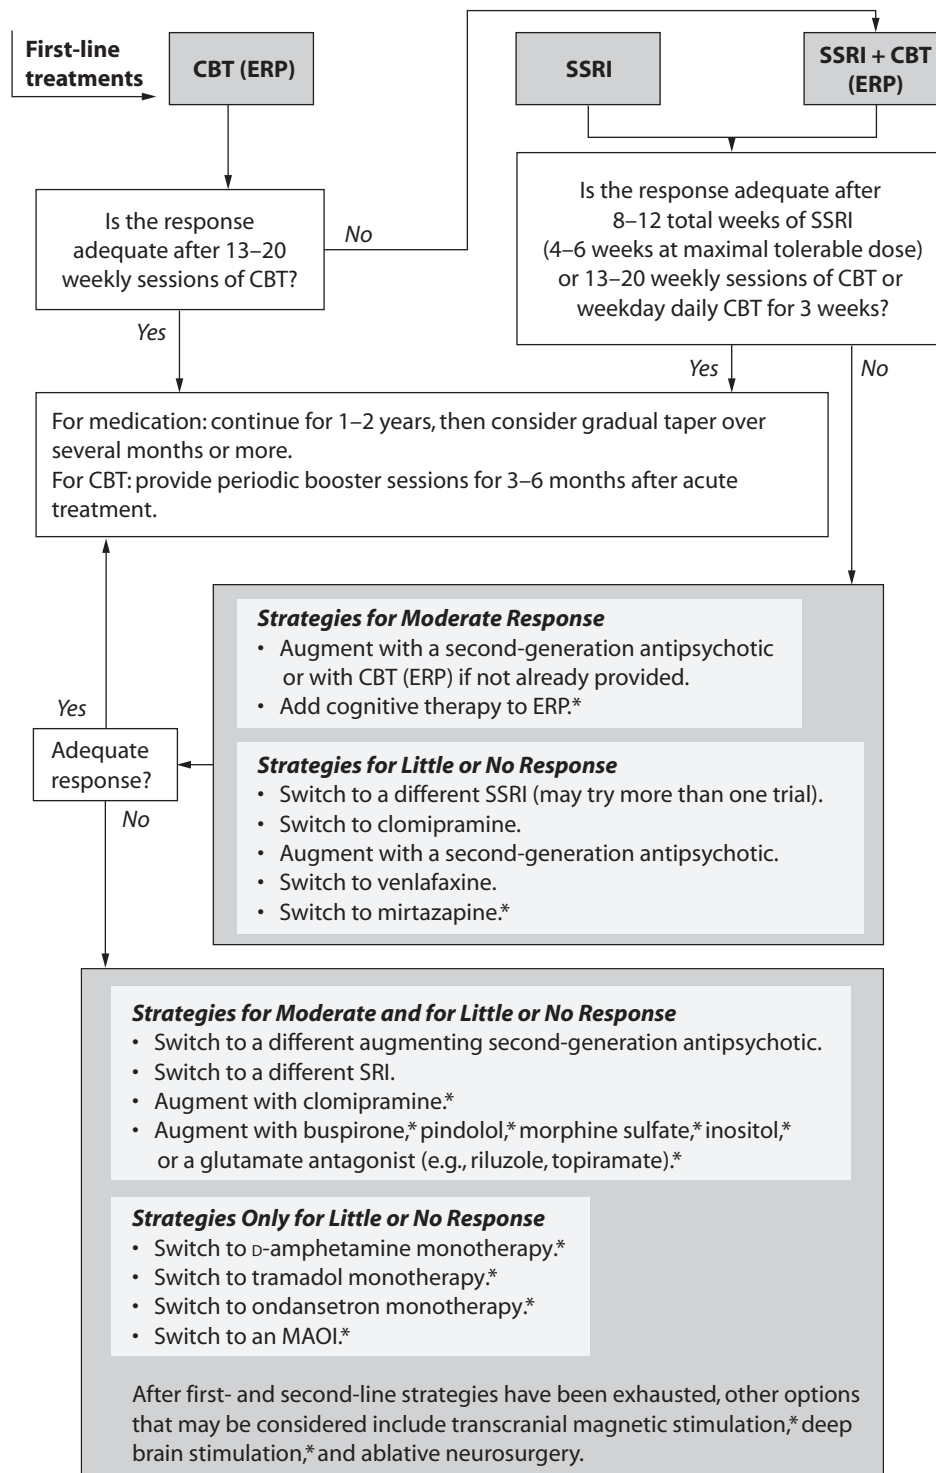 First-line
treatments
CBT (ERP)
SSRI
SSRI + CBT
(ERP)
Is the response
adequate after 13–20
weekly sessions of CBT?
No
Is the response adequate after
8–12 total weeks of SSRI
(4–6 weeks at maximal tolerable dose)
or 13–20 weekly sessions of CBT or
weekday daily CBT for 3 weeks?
Yes
Yes
No
For medication: continue for 1–2 years, then consider gradual taper over
several months or more.
For CBT: provide periodic booster sessions for 3–6 months after acute
treatment.
Strategies for Moderate Response
• Augment with a second-generation antipsychotic
or with CBT (ERP) if not already provided.
• Add cognitive therapy to ERP.*
Yes
Adequate
response?
No
Strategies for Little or No Response
• Switch to a different SSRI (may try more than one trial).
• Switch to clomipramine.
• Augment with a second-generation antipsychotic.
• Switch to venlafaxine.
• Switch to mirtazapine.*
Strategies for Moderate and for Little or No Response
• Switch to a different augmenting second-generation antipsychotic.
• Switch to a different SRI.
• Augment with clomipramine.*
• Augment with buspirone,* pindolol,* morphine sulfate,* inositol,*
or a glutamate antagonist (e.g., riluzole, topiramate).*
Strategies Only for Little or No Response
• Switch to D-amphetamine monotherapy.*
• Switch to tramadol monotherapy.*
• Switch to ondansetron monotherapy.*
• Switch to an MAOI.*
After first- and second-line strategies have been exhausted, other options
that may be considered include transcranial magnetic stimulation,* deep
brain stimulation,* and ablative neurosurgery.